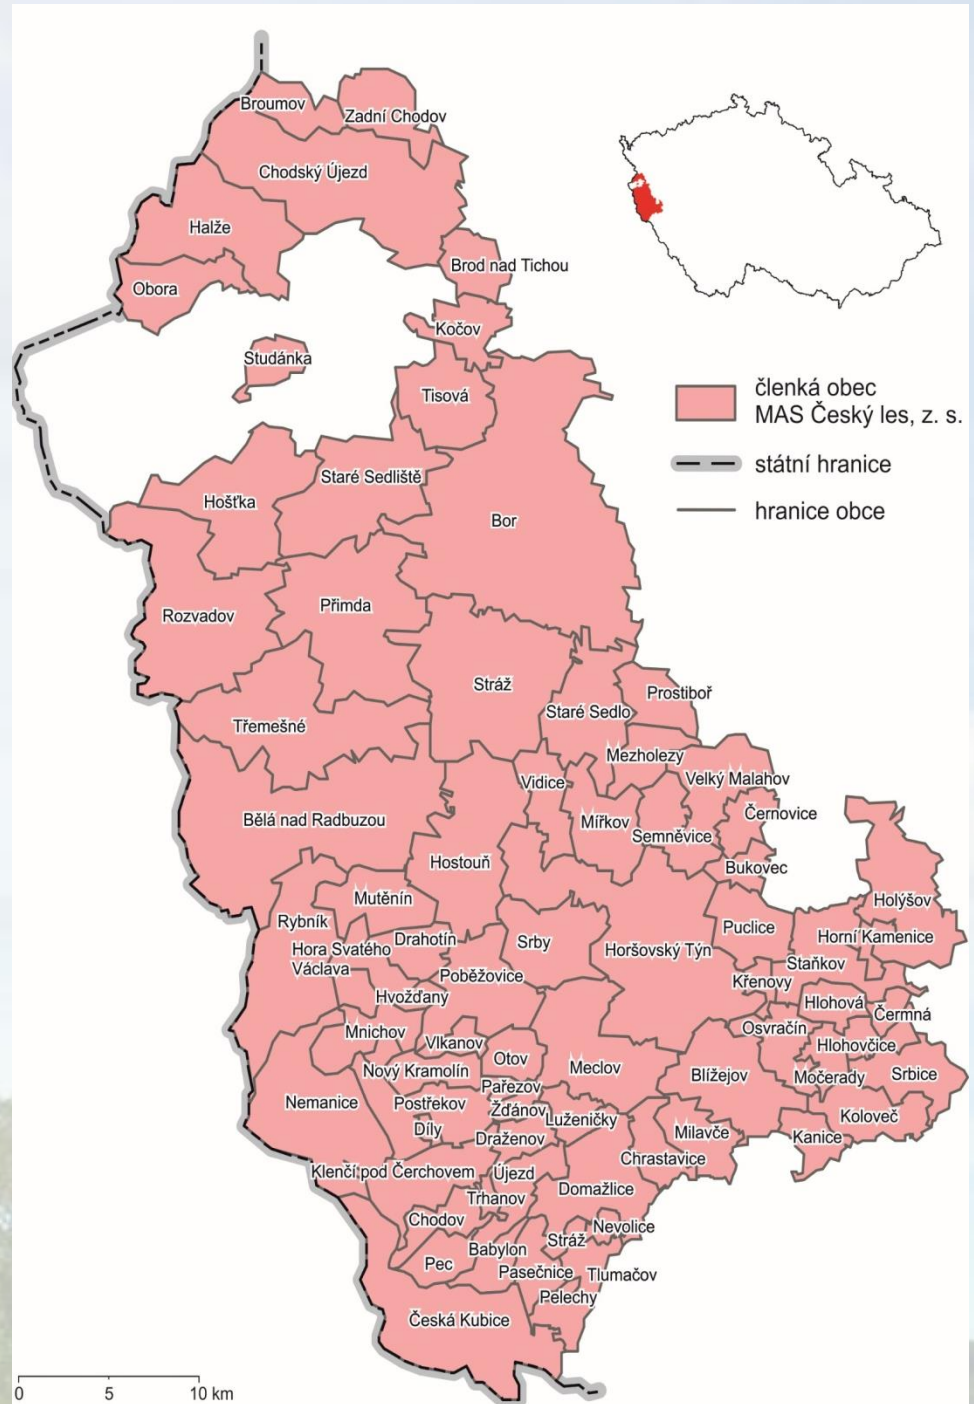 Broumov
Zadní Chodov
Chodský Újezd
Halže
Brod nad Tichou
Obora
Kočov
Studánka
Tisová
členká obec
MAS Český les, z. s.
státní hranice
hranice obce
Staré Sedliště
Hošťka
Bor
Přimda
Rozvadov
Stráž
Prostiboř
Staré Sedlo
Třemešné
Mezholezy
Vidice
Velký Malahov
Černovice
Bělá nad Radbuzou
Mířkov
Semněvice
Hostouň
Bukovec
Mutěnín
Holýšov
Rybník
Puclice
Drahotín
Srby
Horšovský Týn
Horní Kamenice
Hora Svatého
Václava
Staňkov
Poběžovice
Křenovy
Hvožďany
Hlohová
Čermná
Osvračín
Mnichov
Vlkanov
Hlohovčice
Otov
Meclov
Nový Kramolín
Blížejov
Močerady
Srbice
Pařezov
Nemanice
Postřekov
Žďánov
Luženičky
Koloveč
Díly
Draženov
Milavče
Kanice
Chrastavice
Klenčí pod Čerchovem
Újezd
Domažlice
Trhanov
Chodov
Nevolice
Stráž
Babylon
Pec
Pasečnice
Tlumačov
Pelechy
Česká Kubice
0 5 10 km